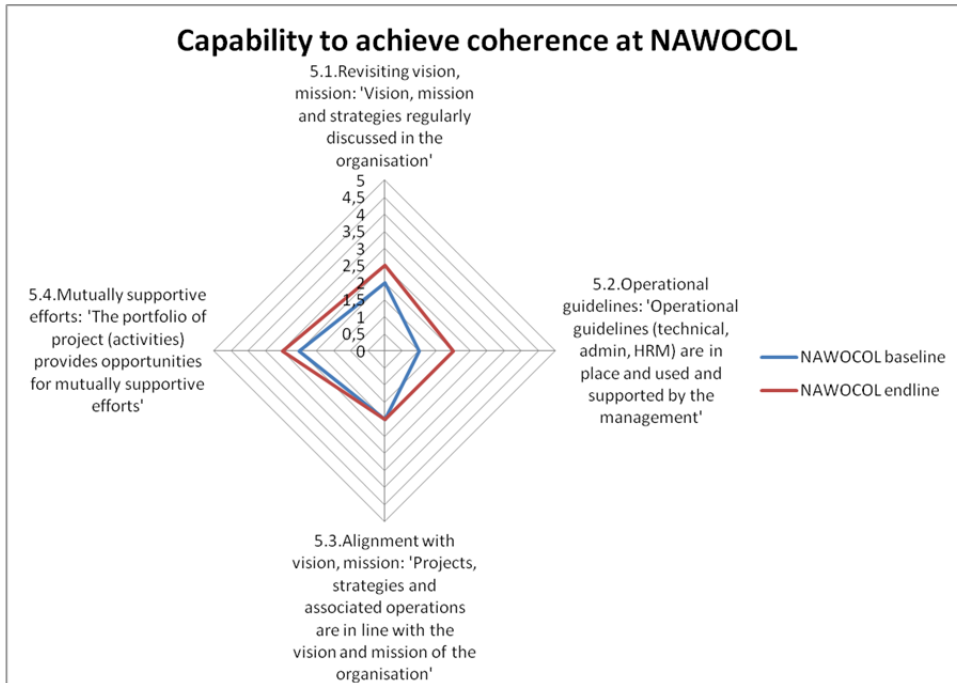 Capability to achieve coherence at NAWOCOL
5.1.Revisiting vision,
mission: 'Vision, mission
and strategies regularly
discussed in the
organisation'
5
4,5
4
3,5
3
2,5
2
1,5
1
0,5
0
5.2.Operational
guidelines: 'Operational
guidelines (technical,
admin, HRM) are in
place and used and
supported by the
management'
5.3.Alignment with
vision, mission: 'Projects,
strategies and
associated operations
are in line with the
vision and mission of the
organisation'
5.4.Mutually supportive
efforts: 'The portfolio of
project (activities)
provides opportunities
for mutually supportive
efforts'
NAWOCOL baseline
NAWOCOL endline